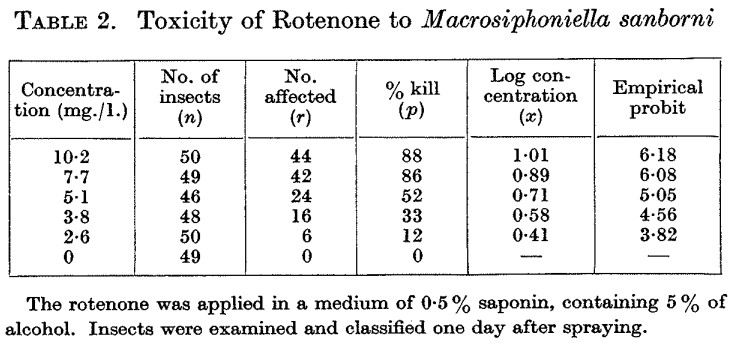 TABLE 2. Toxicity of Rotenone to Macrosiphoniella sanborni
Concentra-
tion (mg./l.)
No. of
insects
(n)
No.
affected
(r)
% kill
(p)
Log con-
centration
(x)
Empirical
probit
10·2 50 44 88 1·01 6·18
7·7 49 42 86 0·89 6·08
5·1 46 24 52 0·71 5·05
3·8 48 16 33 0·58 4·56
2·6 50 6 12 0·41 3·82
0 49 0 0 — —
The rotenone was applied in a medium of 0·5% saponin, containing 5% of
alcohol. Insects were examined and classified one day after spraying.